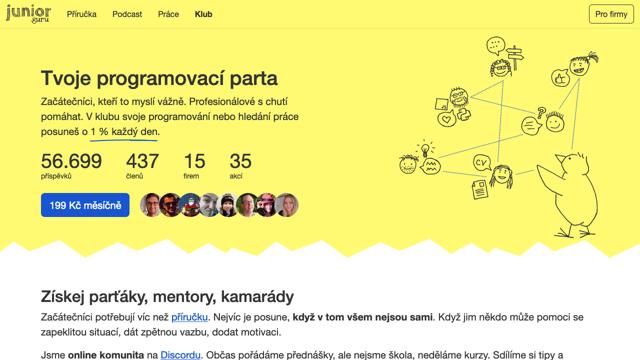 junior
.guru
Příručka
Podcast
Práce
Klub
Pro firmy
Tvoje programovací parta
Začátečníci, kteří to myslí vážně. Profesionálové s chutí
pomáhat. V klubu svoje programování nebo hledání práce
posuneš o 1 % každý den.
56.699 437 15 35
příspěvků členů firem akcí
199 Kč měsíčně
CV
Získej parťáky, mentory, kamarády
Začátečníci potřebují víc než příručku. Nejvíc je posune, když v tom všem nejsou sami. Když jim někdo může pomoci se
zapeklitou situací, dát zpětnou vazbu, dodat motivaci.
Jsme online komunita na Discordu. Občas pořádáme přednášky, ale nejsme škola, neděláme kurzy. Sdílíme si tipy a